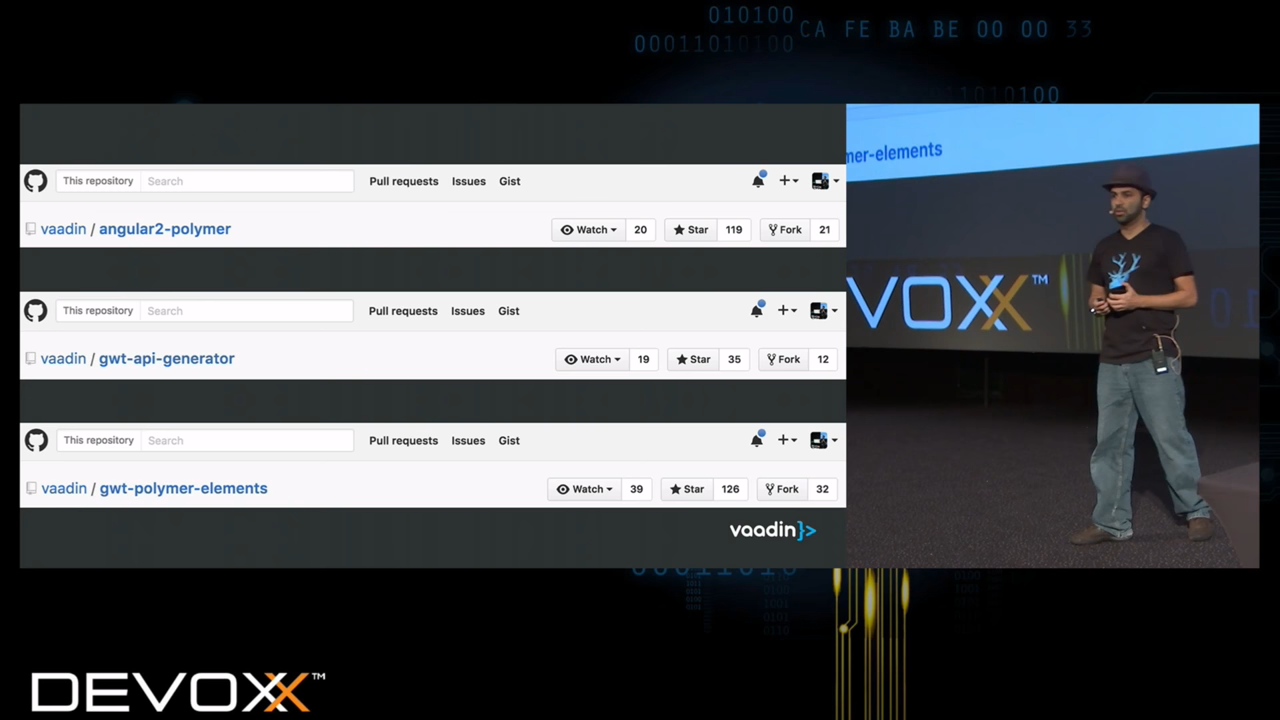 010100
00011010100
CA FE BA BE 00 00 33
11010100
This repository Search Pull requests Issues Gist
vaadin / angular2-polymer Watch 20 Star 119 Fork 21
This repository Search Pull requests Issues Gist
vaadin / gwt-api-generator Watch 19 Star 35 Fork 12
This repository Search Pull requests Issues Gist
vaadin / gwt-polymer-elements Watch 39 Star 126 Fork 32
vaadin}>
mer-elements
VOXX™
DEVOXX™